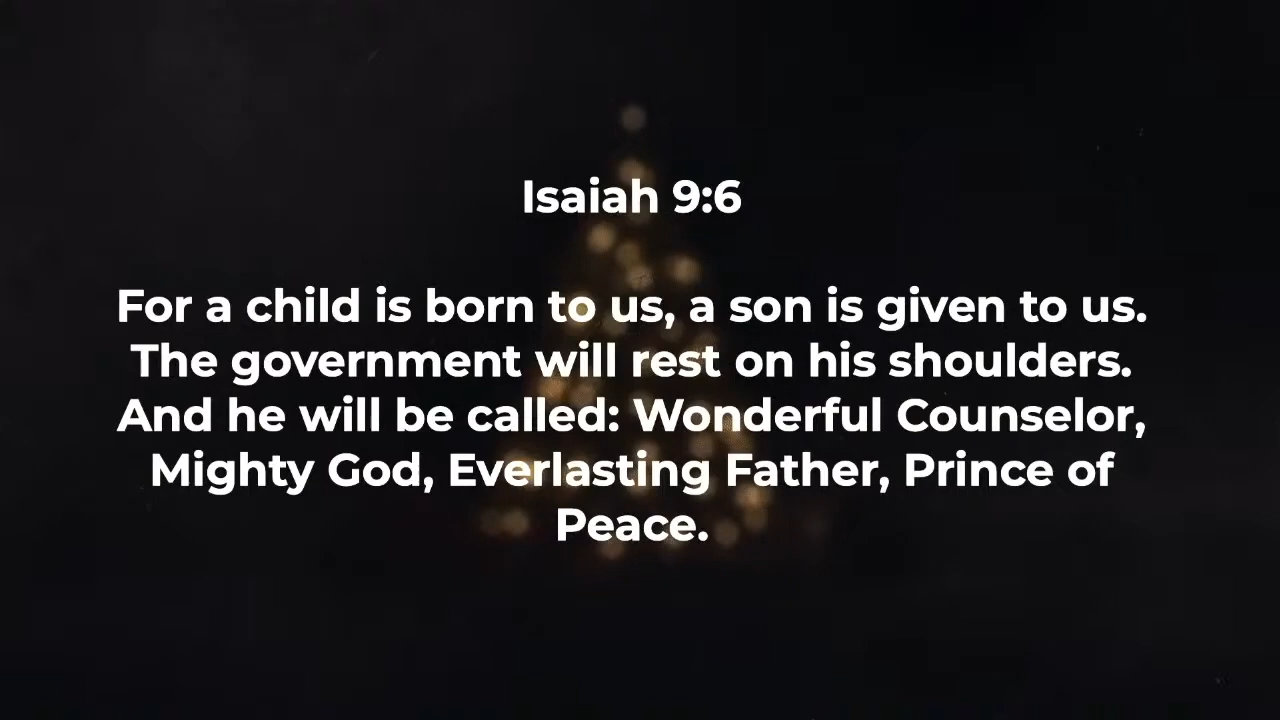 Isaiah 9:6
For a child is born to us, a son is given to us.
The government will rest on his shoulders.
And he will be called: Wonderful Counselor,
Mighty God, Everlasting Father, Prince of
Peace.